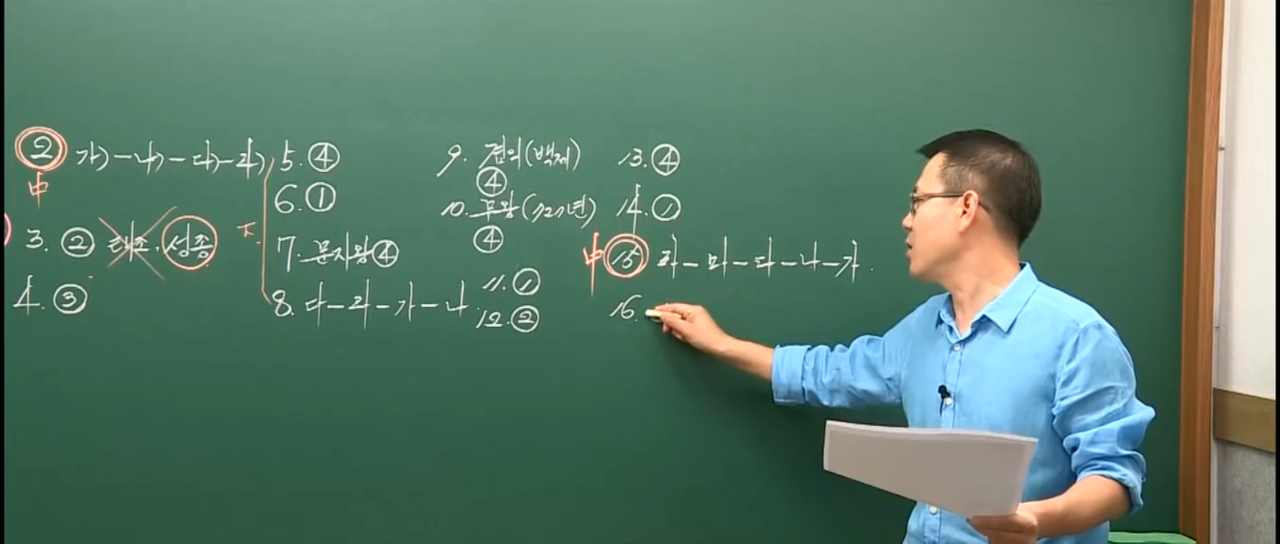 ② 가)-나)-다)-라)
中
3. ② 태조, 성종
4. ③
下.
5. ④
6. ①
7. 문자왕 ④
8. 다-라-가-나
9. 겸익(백제)
④
10. 무왕(727년)
④
11. ①
12. ②
13. ④
14. ①
中 15 라-마-다-나-가.
16.